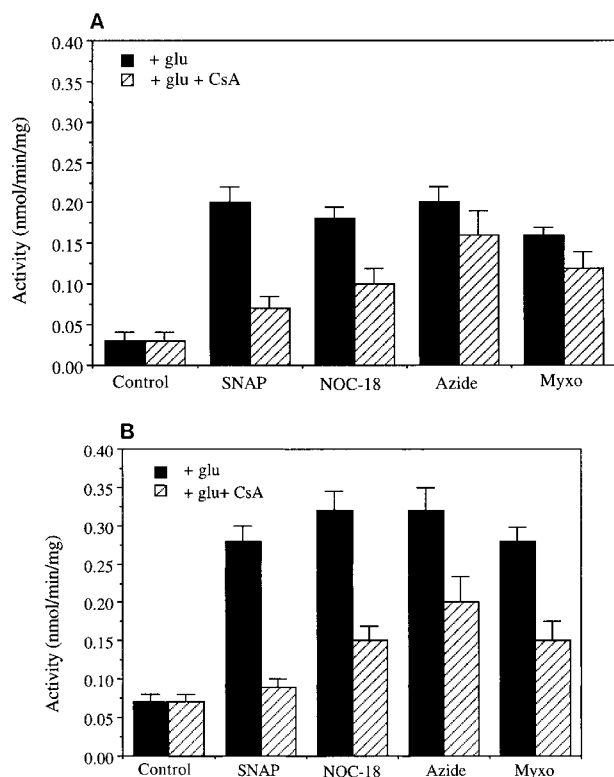 A
+ glu
+ glu + CsA
Activity (nmol/min/mg)
0.40
0.35
0.30
0.25
0.20
0.15
0.10
0.05
0.00
Control SNAP NOC-18 Azide Myxo
B
+ glu
+ glu+ CsA
Activity (nmol/min/mg)
0.40
0.35
0.30
0.25
0.20
0.15
0.10
0.05
0.00
Control SNAP NOC-18 Azide Myxo